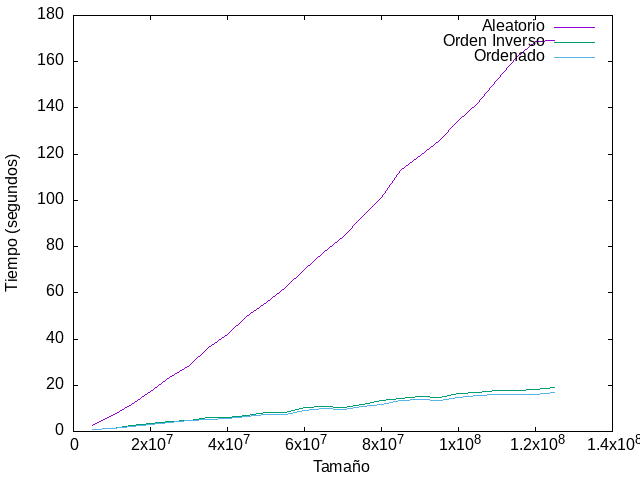 180
160
140
120
100
80
60
40
20
0
Tiempo (segundos)
Aleatorio
Orden Inverso
Ordenado
0 2x10⁷ 4x10⁷ 6x10⁷ 8x10⁷ 1x10⁸ 1.2x10⁸ 1.4x10⁸
Tamaño